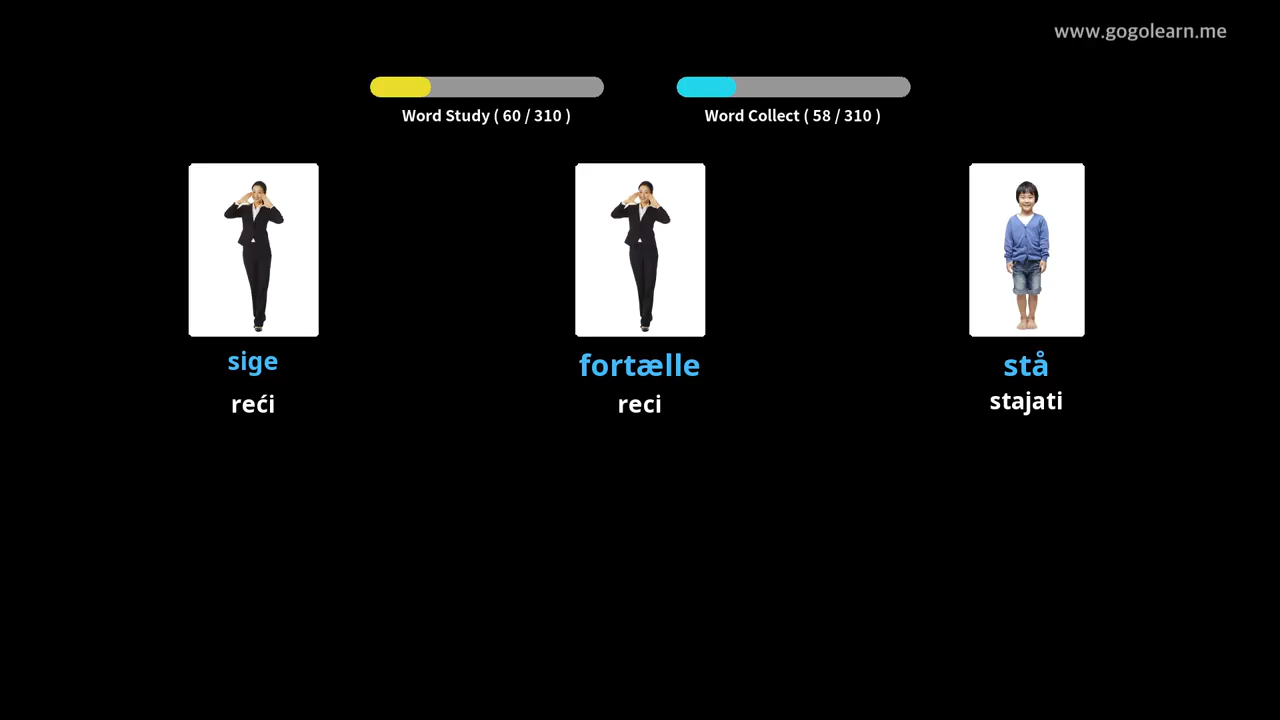 www.gogolearn.me
Word Study ( 60 / 310 )
Word Collect ( 58 / 310 )
sige
reći
fortælle
reci
stå
stajati